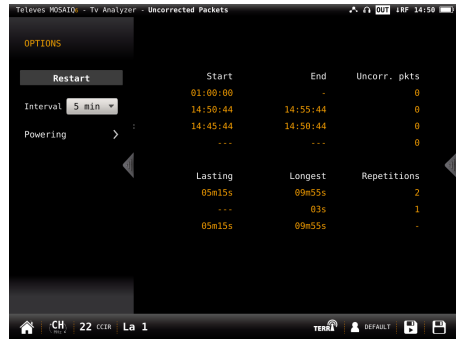 Televes MOSAIQ6 - Tv Analyzer - Uncorrected Packets OUT ↓RF 14:50
OPTIONS
Restart
Interval 5 min
Powering
Start End Uncorr. pkts
01:00:00 - 0
14:50:44 14:55:44 0
14:45:44 14:50:44 0
--- --- 0
Lasting Longest Repetitions
05m15s 09m55s 2
--- 03s 1
05m15s 09m55s -
CH MHz 22 CCIR La 1 TERR DEFAULT